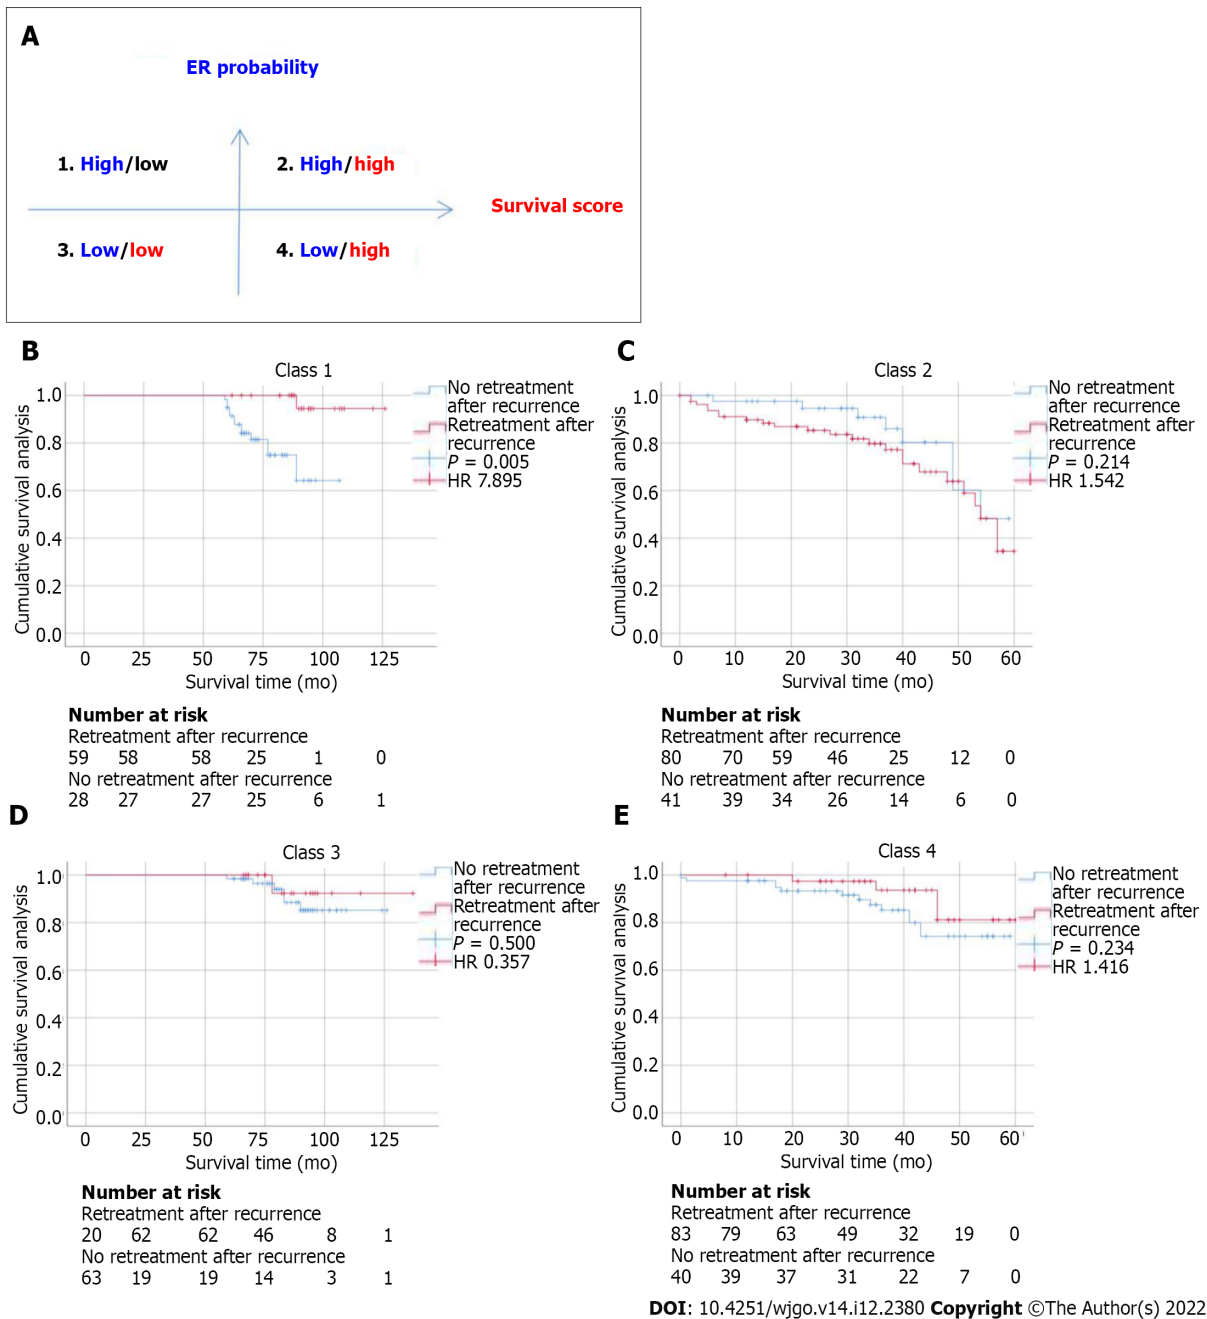 A
ER probability
1. High/low
2. High/high
Survival score
3. Low/low
4. Low/high
B
Class 1
Cumulative survival analysis
1.0
0.8
0.6
0.4
0.2
0.0
0 25 50 75 100 125
Survival time (mo)
No retreatment
after recurrence
Retreatment after
recurrence
P = 0.005
HR 7.895
Number at risk
Retreatment after recurrence
59 58 58 25 1 0
No retreatment after recurrence
28 27 27 25 6 1
C
Class 2
Cumulative survival analysis
1.0
0.8
0.6
0.4
0.2
0.0
0 10 20 30 40 50 60
Survival time (mo)
No retreatment
after recurrence
Retreatment after
recurrence
P = 0.214
HR 1.542
Number at risk
Retreatment after recurrence
80 70 59 46 25 12 0
No retreatment after recurrence
41 39 34 26 14 6 0
D
Class 3
Cumulative survival analysis
1.0
0.8
0.6
0.4
0.2
0.0
0 25 50 75 100 125
Survival time (mo)
No retreatment
after recurrence
Retreatment after
recurrence
P = 0.500
HR 0.357
Number at risk
Retreatment after recurrence
20 62 62 46 8 1
No retreatment after recurrence
63 19 19 14 3 1
E
Class 4
Cumulative survival analysis
1.0
0.8
0.6
0.4
0.2
0.0
0 10 20 30 40 50 60
Survival time (mo)
No retreatment
after recurrence
Retreatment after
recurrence
P = 0.234
HR 1.416
Number at risk
Retreatment after recurrence
83 79 63 49 32 19 0
No retreatment after recurrence
40 39 37 31 22 7 0
DOI: 10.4251/wjgo.v14.i12.2380 Copyright ©The Author(s) 2022